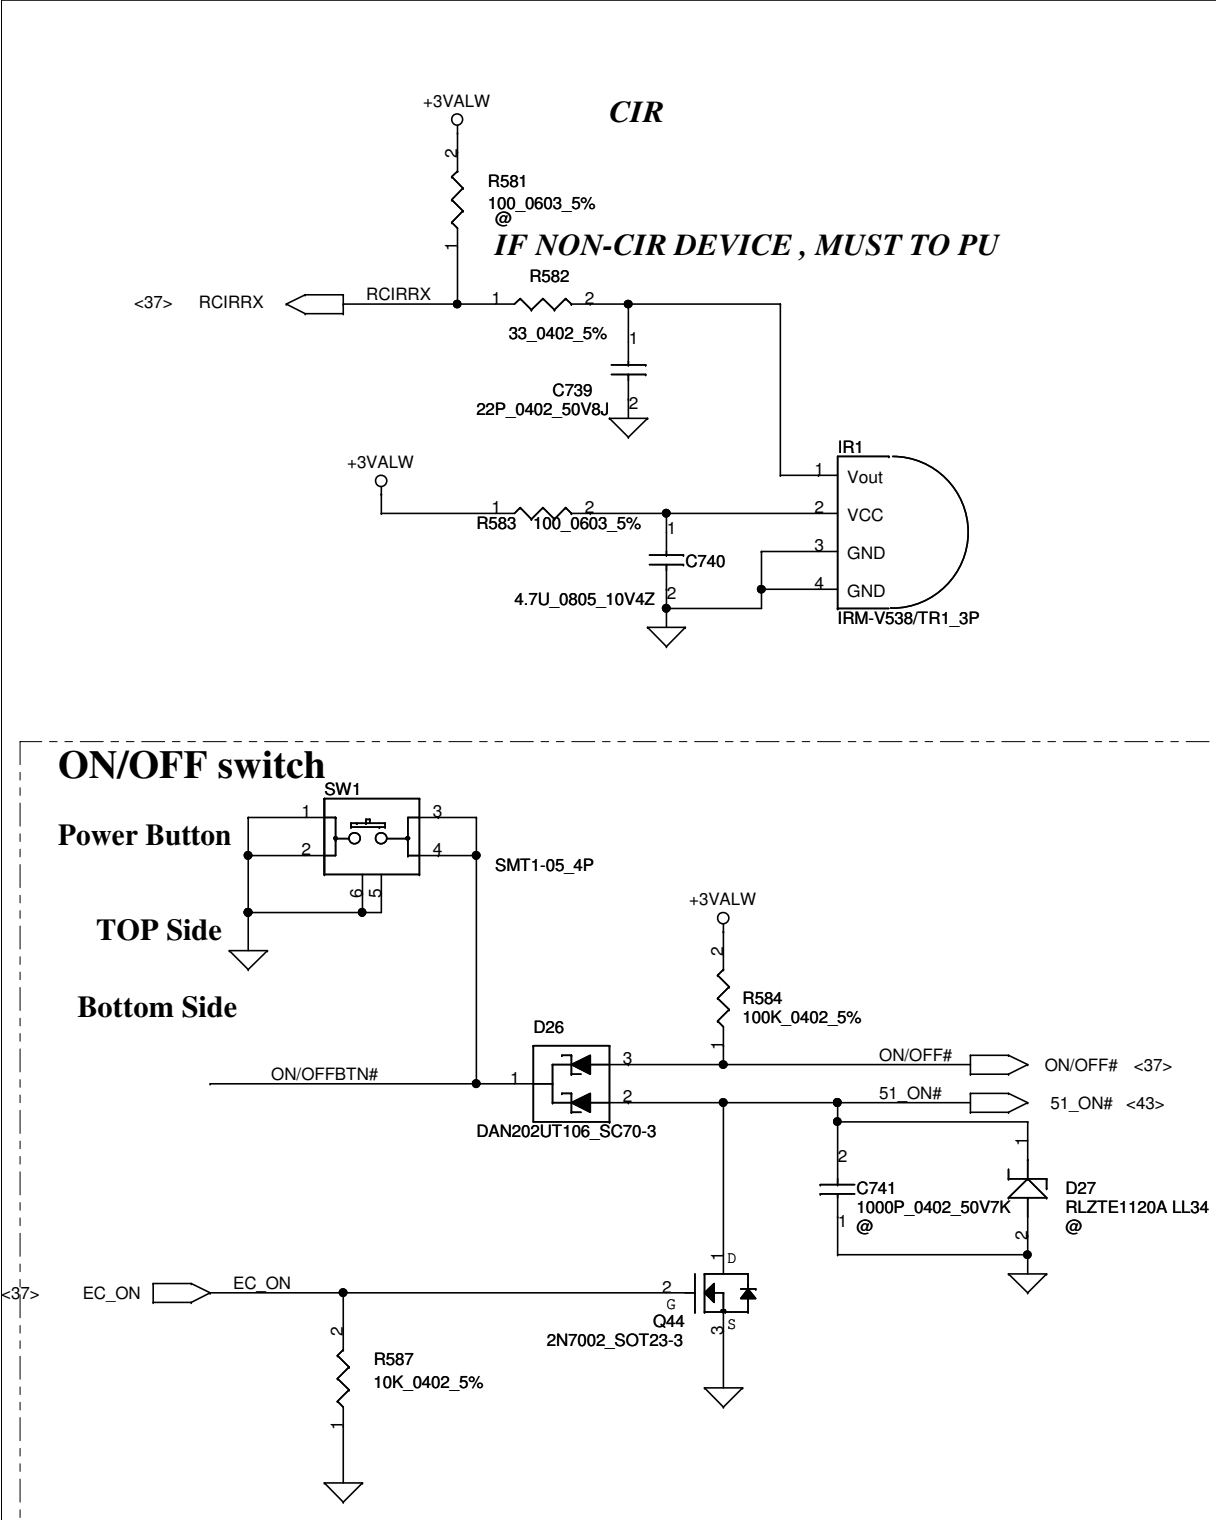 +3VALW
CIR
2
R581
100_0603_5%
@
1
IF NON-CIR DEVICE , MUST TO PU
R582
<37> RCIRRX RCIRRX 1 2
33_0402_5%
1
C739
22P_0402_50V8J
2
+3VALW
IR1
1 Vout
1 2 2 VCC
R583 100_0603_5%
1
3 GND
C740
4 GND
4.7U_0805_10V4Z 2
IRM-V538/TR1_3P
ON/OFF switch
SW1
1 3
Power Button
2 4
SMT1-05_4P
6 5
+3VALW
TOP Side
2
R584
100K_0402_5%
Bottom Side
D26
1
3 ON/OFF# ON/OFF# <37>
ON/OFFBTN# 1
2 51_ON# 51_ON# <43>
DAN202UT106_SC70-3
1
2
C741
1000P_0402_50V7K
1 @
D27
RLZTE1120A LL34
@
2
1 D
<37> EC_ON EC_ON 2
G
Q44
3 S
2N7002_SOT23-3
2
R587
10K_0402_5%
1